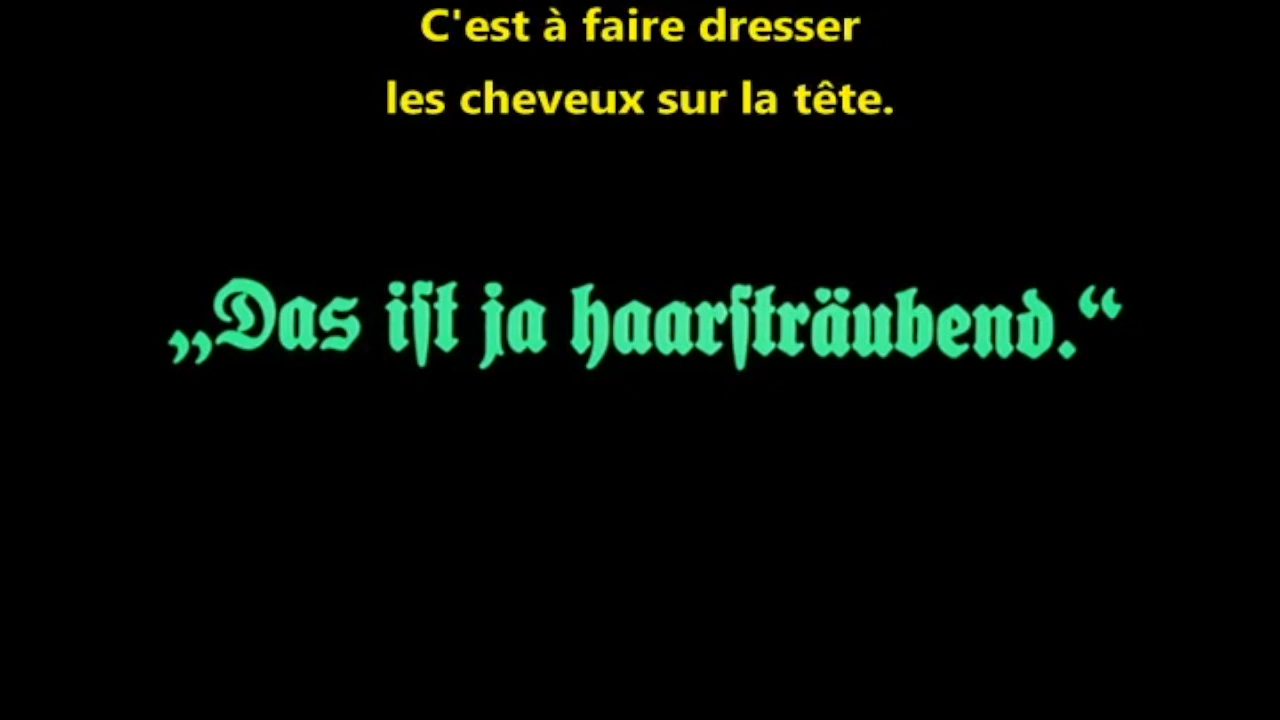 C'est à faire dresser
les cheveux sur la tête.
„Das iſt ja haarſträubend.“